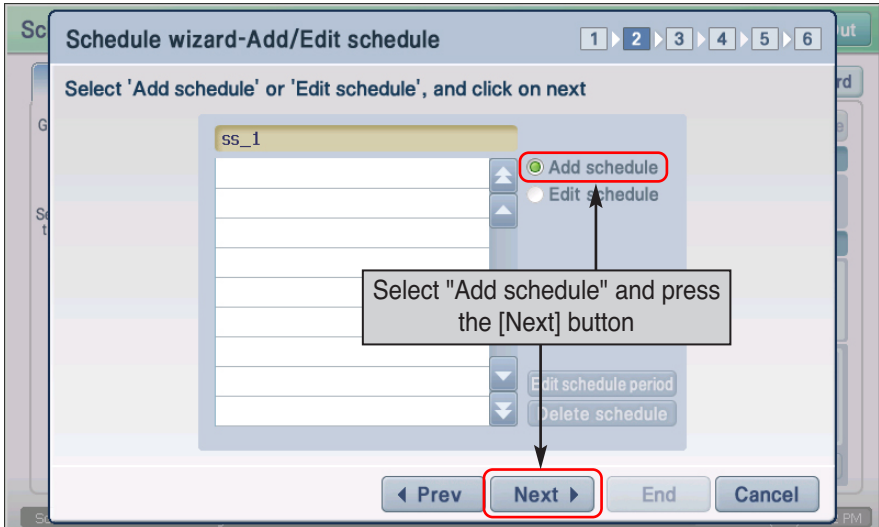 Schedule wizard-Add/Edit schedule
1 2 3 4 5 6
Select 'Add schedule' or 'Edit schedule', and click on next
ss_1
Add schedule
Edit schedule
Select "Add schedule" and press
the [Next] button
Edit schedule period
Delete schedule
Prev Next End Cancel
PM